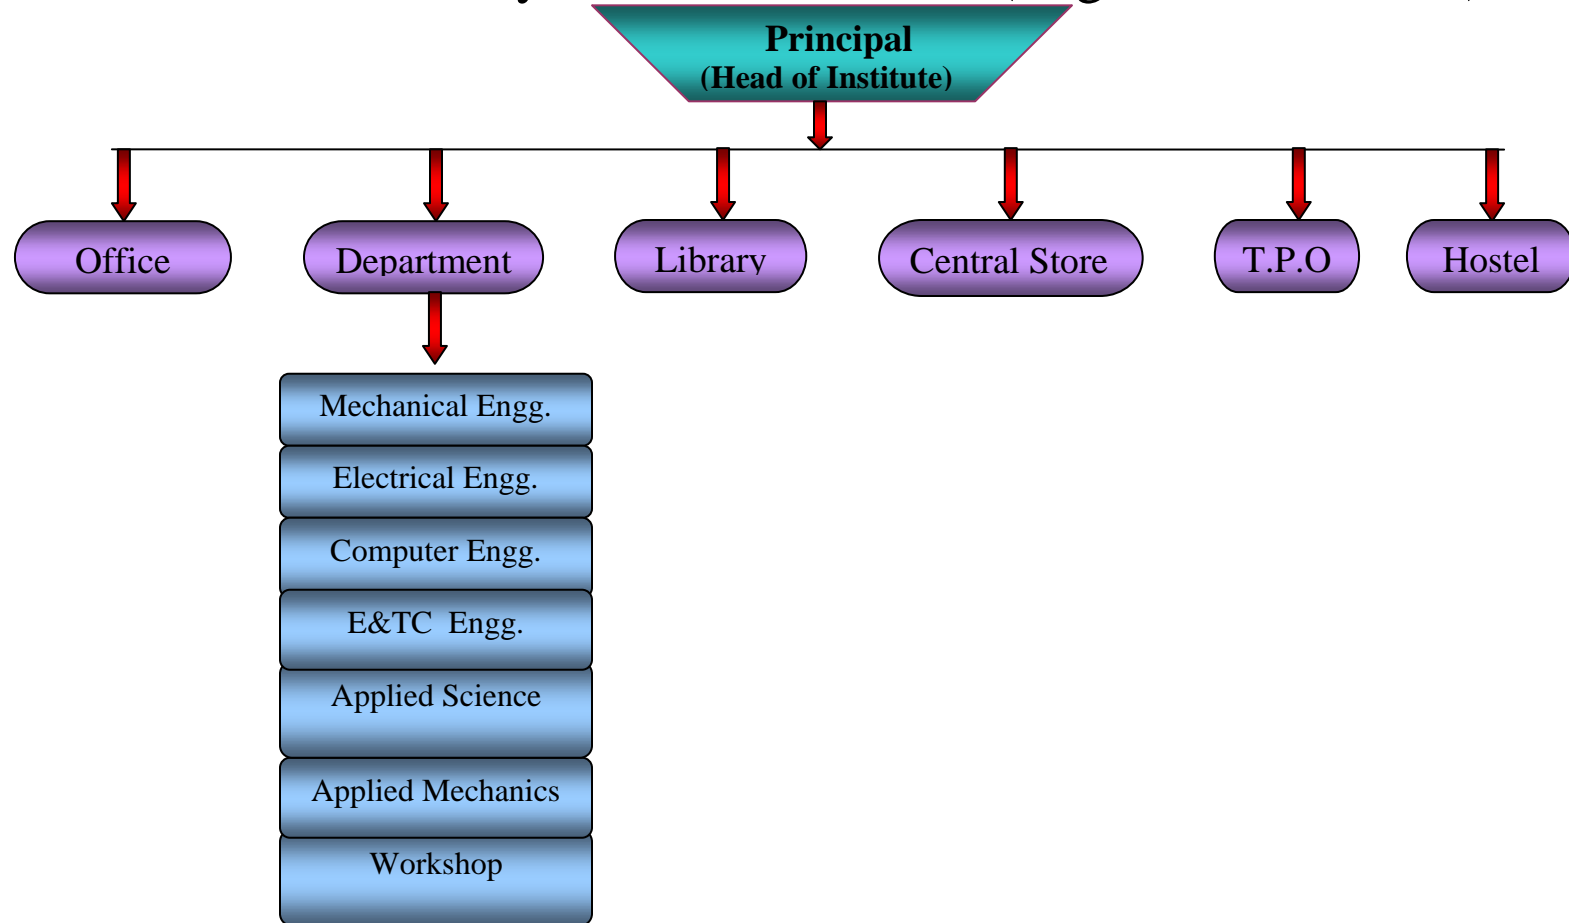 Principal
(Head of Institute)
Office
Department
Library
Central Store
T.P.O
Hostel
Mechanical Engg.
Electrical Engg.
Computer Engg.
E&TC Engg.
Applied Science
Applied Mechanics
Workshop